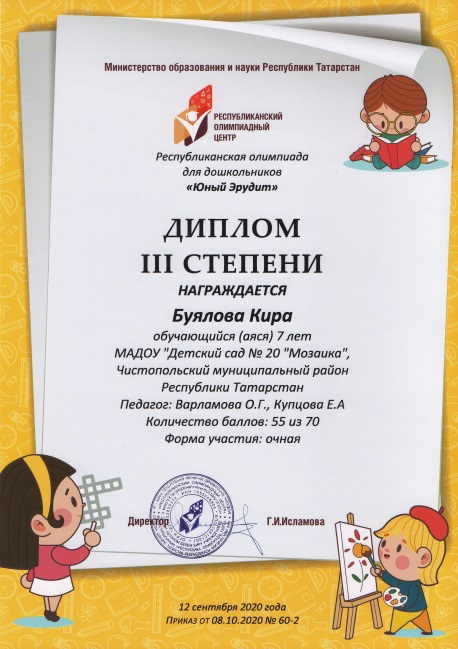 Министерство образования и науки Республики Татарстан
РЕСПУБЛИКАНСКИЙ
ОЛИМПИАДНЫЙ
ЦЕНТР
Республиканская олимпиада
для дошкольников
«Юный Эрудит»
ДИПЛОМ
III СТЕПЕНИ
НАГРАЖДАЕТСЯ
Буялова Кира
обучающийся (аяся) 7 лет
МАДОУ "Детский сад № 20 "Мозаика",
Чистопольский муниципальный район
Республики Татарстан
Педагог: Варламова О.Г., Купцова Е.А
Количество баллов: 55 из 70
Форма участия: очная
Директор Г.И.Исламова
12 сентября 2020 года
Приказ от 08.10.2020 № 60-2